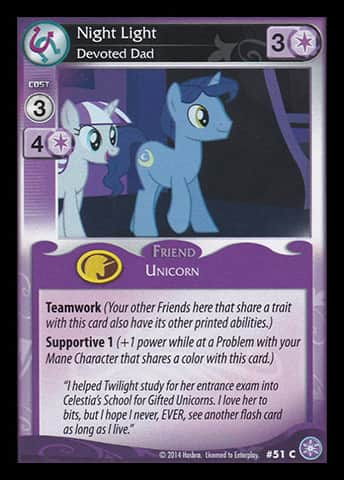 Night Light
Devoted Dad
3
COST
3
4
FRIEND
UNICORN
Teamwork (Your other Friends here that share a trait
with this card also have its other printed abilities.)
Supportive 1 (+1 power while at a Problem with your
Mane Character that shares a color with this card.)
"I helped Twilight study for her entrance exam into
Celestia's School for Gifted Unicorns. I love her to
bits, but I hope I never, EVER, see another flash card
as long as I live."
© 2014 Hasbro. Licensed to Enterplay.
#51 C